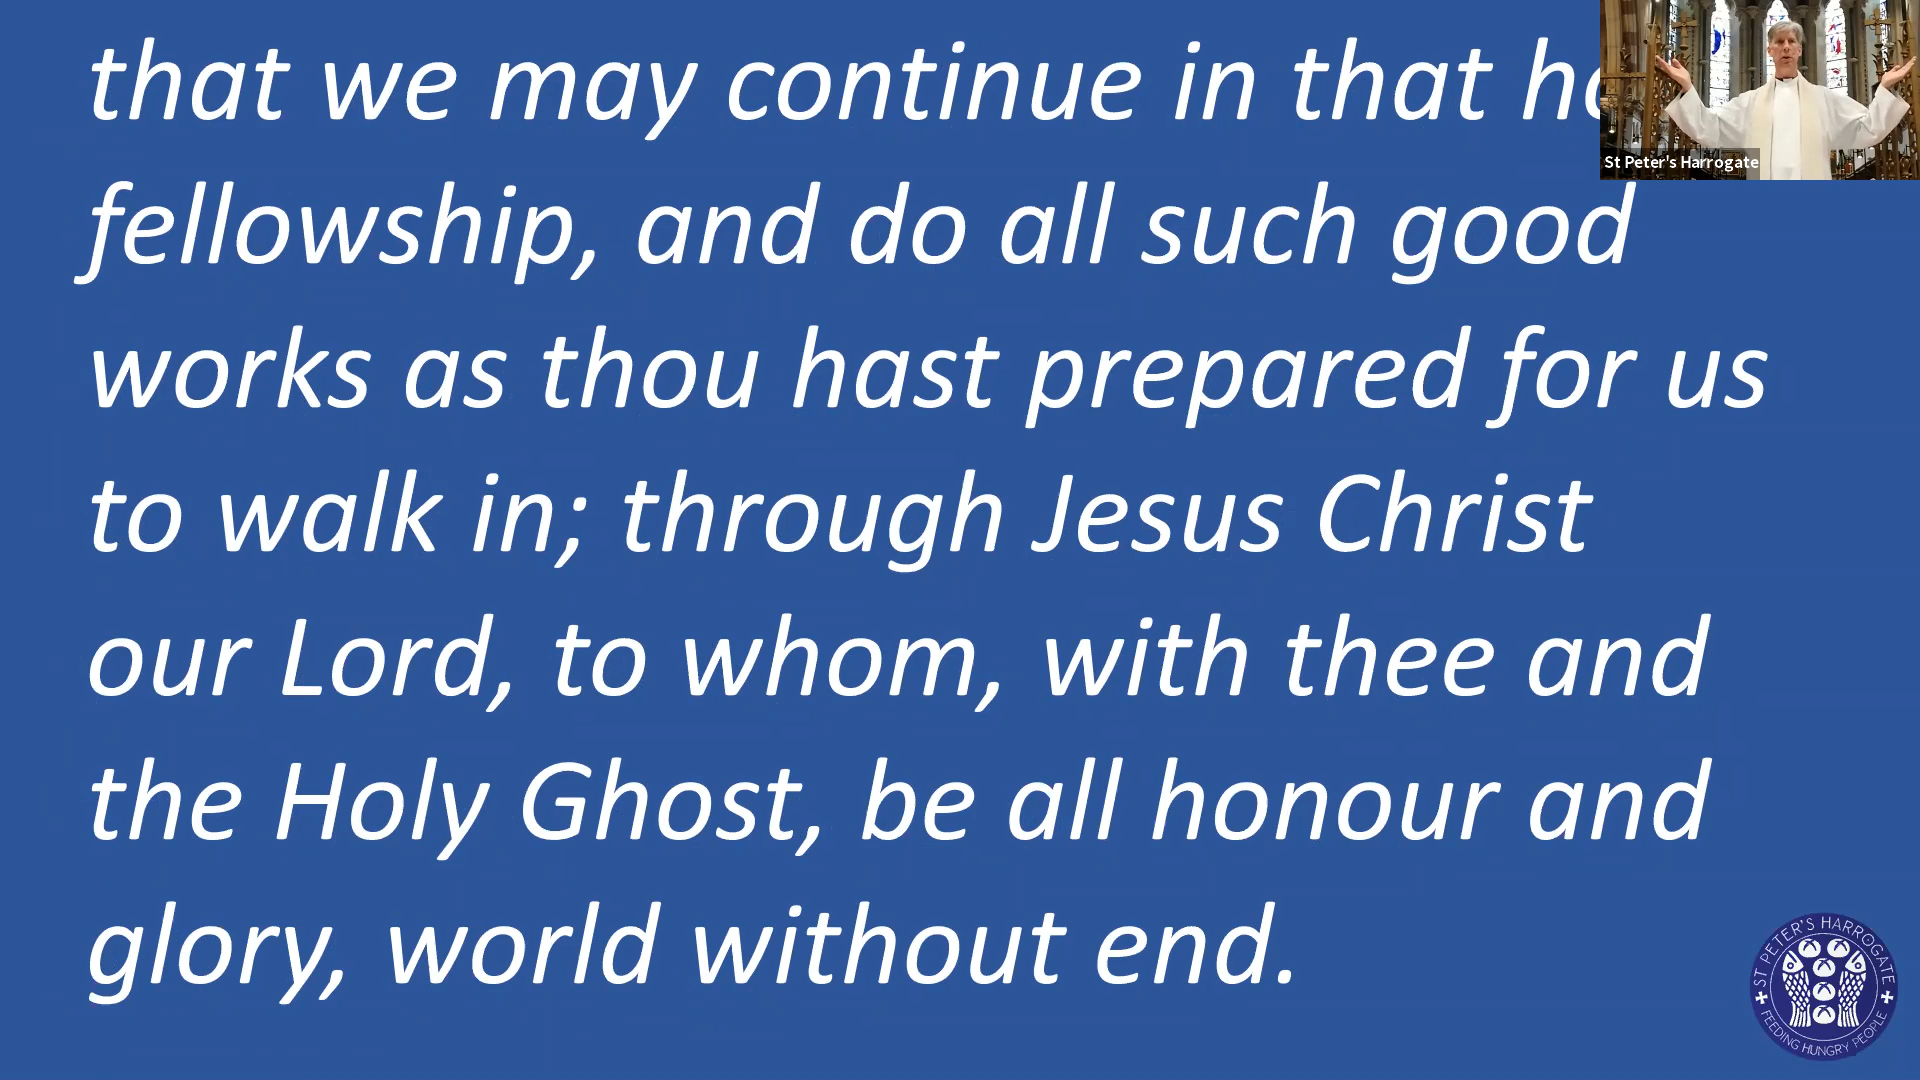 that we may continue in that
fellowship, and do all such good
works as thou hast prepared for us
to walk in; through Jesus Christ
our Lord, to whom, with thee and
the Holy Ghost, be all honour and
glory, world without end.
St Peter's Harrogate
ST PETER'S HARROGATE
FEEDING HUNGRY PEOPLE